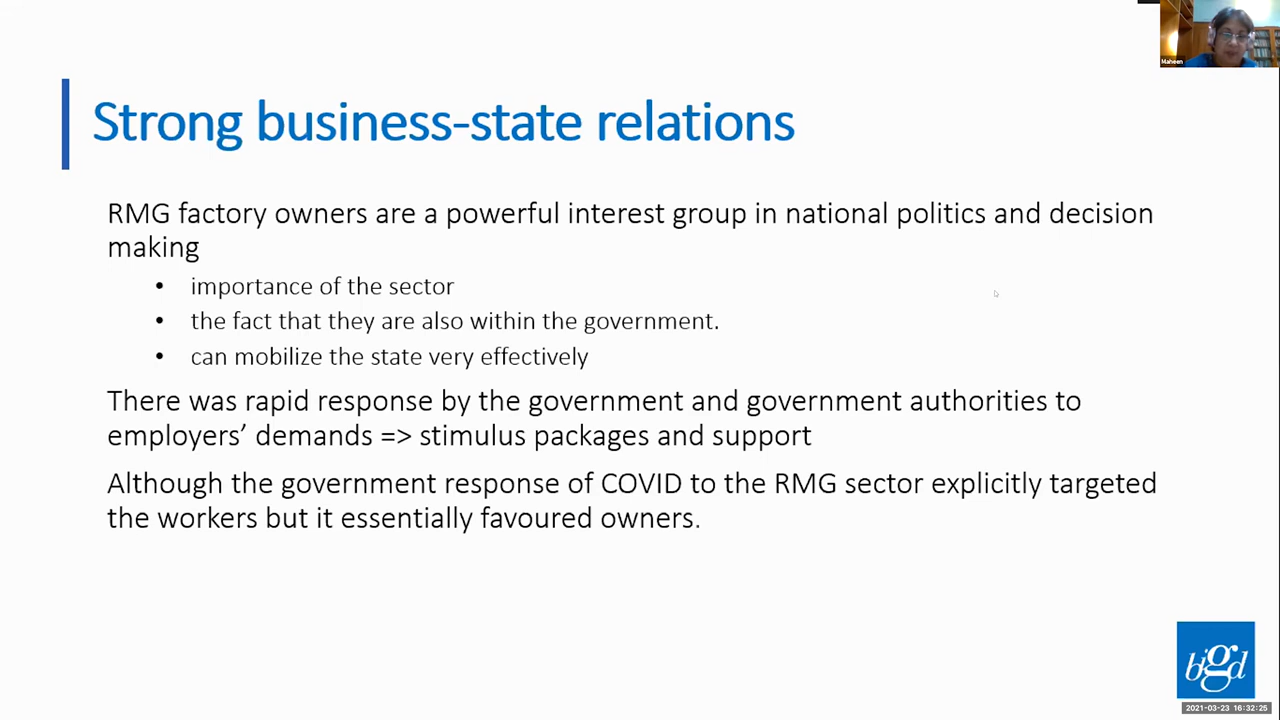 Maheen
Strong business-state relations
RMG factory owners are a powerful interest group in national politics and decision
making
• importance of the sector
• the fact that they are also within the government.
• can mobilize the state very effectively
There was rapid response by the government and government authorities to
employers’ demands => stimulus packages and support
Although the government response of COVID to the RMG sector explicitly targeted
the workers but it essentially favoured owners.
bigd
2021-03-23 16:32:25